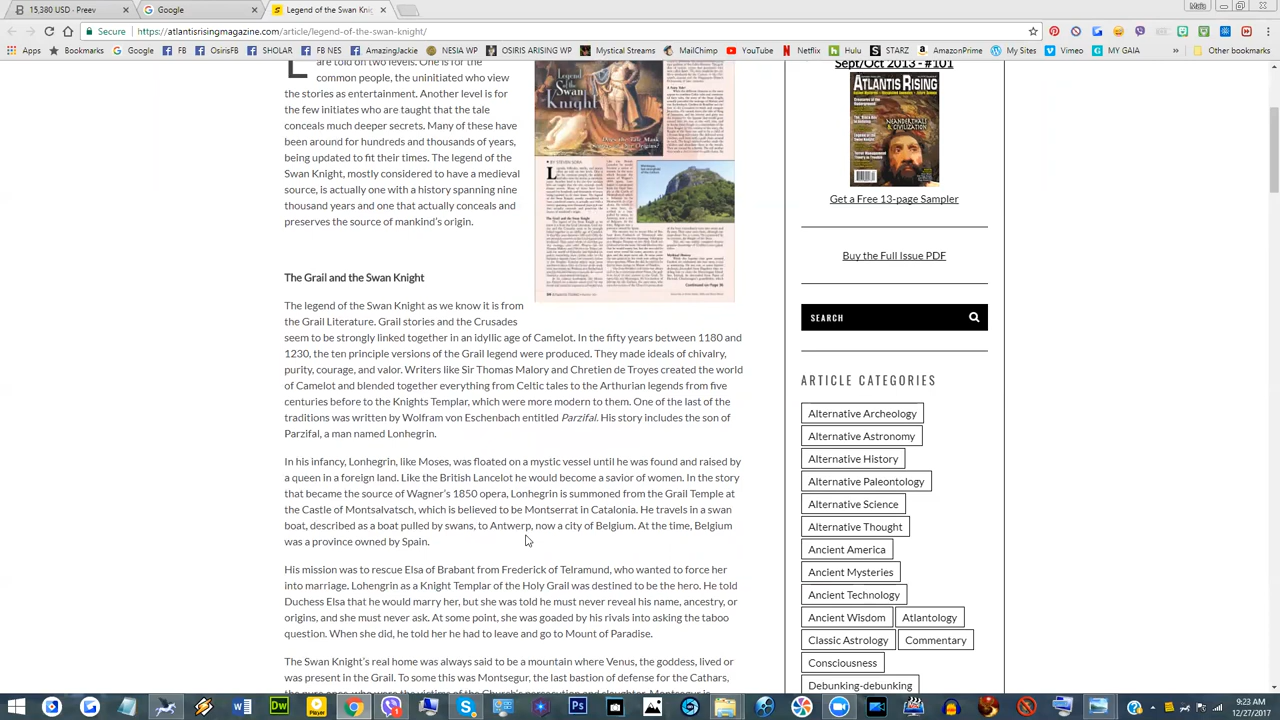 15,380 USD - Preev
Google
Legend of the Swan Kni
Secure
https://atlantisrisingmagazine.com/article/legend-of-the-swan-knight/
Apps
Bookmarks
Google
FB OsirisFans
SHOLAR
FB NES
Amazing
OsirisFans
NESIA WP
OSIRIS ARISING WP
Mystical Streams
MailChimp
YouTube
Netflix
Hulu
STARZ
AmazonPrime
My Sites
Vimeo
MY GAIA
Other bookmarks
L
are told on two levels. One is for the
common people, the masses, who view
the stories as entertainment. Another level is for
the few, those who can see where the tale
conceals much deeper secrets. Most of these have
been around for hundreds or thousands of years,
being updated to fit the times. The legend of the
Swan Knight is considered to have a medieval
one with a history spanning nine
and one that actually conceals and
of mankind's origin.
The Grail and the Swan Knight
The legend of the Swan Knight as we know it is from
the Grail Literature. Grail stories and the Crusades
seem to be strongly linked together in an idyllic age of Camelot. In the fifty years between 1180 and
1230, the ten principle versions of the Grail legend were produced. They made ideals of chivalry,
purity, courage, and valor. Writers like Sir Thomas Malory and Chretien de Troyes created the world
of Camelot and blended together everything from Celtic tales to the Arthurian legends from five
centuries before to the Knights Templar, which were more modern to them. One of the last of the
traditions was written by Wolfram von Eschenbach entitled Parzifal. His story includes the son of
Parzifal, a man named Lonhegrin.
In his infancy, Lonhegrin, like Moses, was floated on a mystic vessel until he was found and raised by
a queen in a foreign land. Like the British Lancelot he would become a savior of women. In the story
that became the source of Wagner's 1850 opera, Lonhegrin is summoned from the Grail Temple at
the Castle of Montsalvatsch, which is believed to be Montserrat in Catalonia. He travels in a swan
boat, described as a boat pulled by swans, to Antwerp, now a city of Belgium. At the time, Belgium
was a province owned by Spain.
His mission was to rescue Elsa of Brabant from Frederick of Telramund, who wanted to force her
into marriage. Lohengrin as a Knight Templar of the Holy Grail was destined to be the hero. He told
Duchess Elsa that he would marry her, but she was told he must never reveal his name, ancestry, or
origins, and she must never ask. At some point, she was goaded by his rivals into asking the taboo
question. When she did, he told her he had to leave and go to Mount of Paradise.
The Swan Knight's real home was always said to be a mountain where Venus, the goddess, lived or
was present in the Grail. To some this was Montsegur, the last bastion of defense for the Cathars,
Legend of
the Swan
Knight
BY STEVEN SORA
Sept/Oct 2013 - #101
ATLANTIS RISING
NEANDERTHAL
CIVILIZATION
Get a Free 13-page Sampler
Buy the Full Issue PDF
SEARCH
ARTICLE CATEGORIES
Alternative Archeology
Alternative Astronomy
Alternative History
Alternative Paleontology
Alternative Science
Alternative Thought
Ancient America
Ancient Mysteries
Ancient Technology
Ancient Wisdom
Atlantology
Classic Astrology
Commentary
Consciousness
Debunking-debunking
Dw
Player
Ps
9:23 AM
12/27/2017